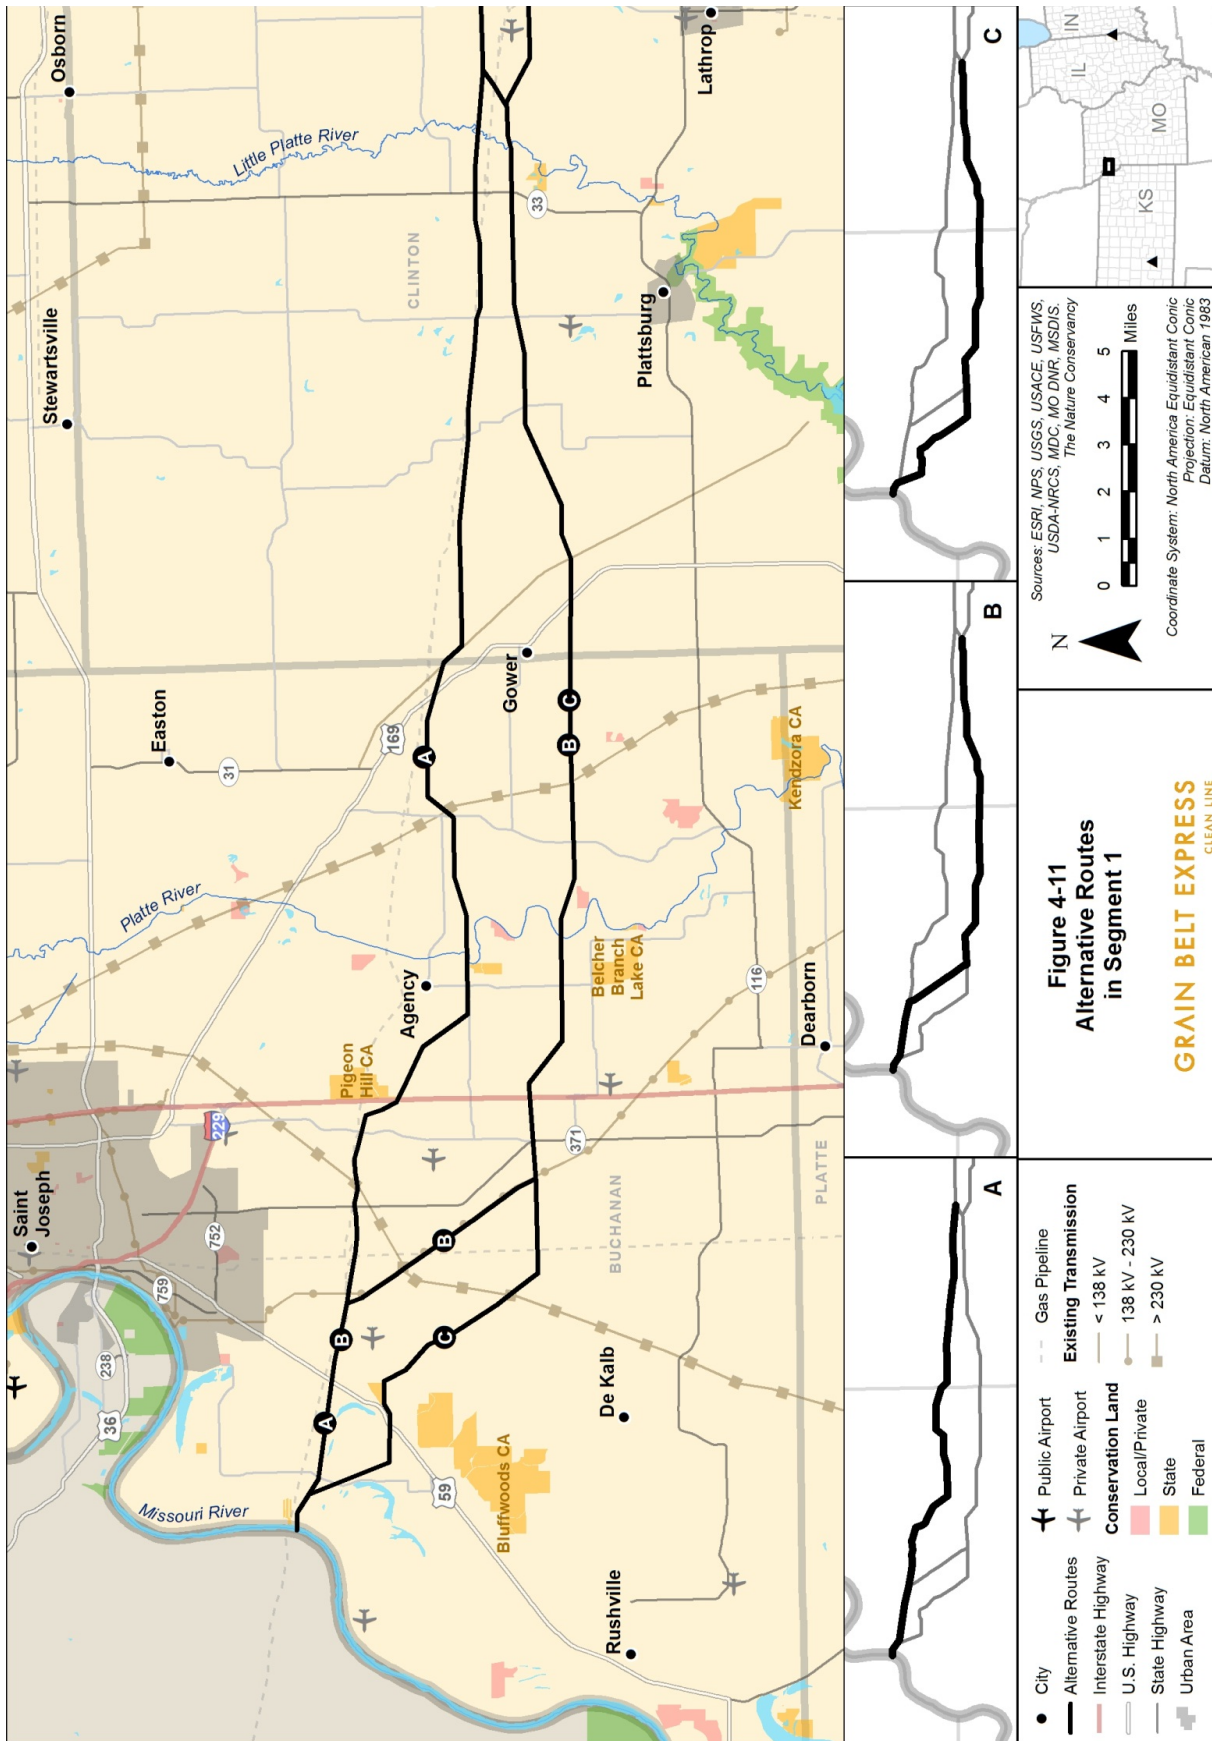 Saint
Joseph
Stewartsville
Osborn
Easton
Platte River
Little Platte River
Missouri River
36
238
759
752
229
31
169
CLINTON
Pigeon
Hill CA
Agency
Gower
33
A
B
A
B
C
B
C
59
Bluffwoods CA
371
BUCHANAN
Belcher
Branch
Lake CA
Plattsburg
Lathrop
Rushville
De Kalb
116
Dearborn
Kendzora CA
PLATTE
A
B
C
City
Alternative Routes
Interstate Highway
U.S. Highway
State Highway
Urban Area
Public Airport
Private Airport
Conservation Land
Local/Private
State
Federal
Gas Pipeline
Existing Transmission
< 138 kV
138 kV - 230 kV
> 230 kV
Figure 4-11
Alternative Routes
in Segment 1
GRAIN BELT EXPRESS
CLEAN LINE
Sources: ESRI, NPS, USGS, USACE, USFWS,
USDA-NRCS, MDC, MO DNR, MSDIS.
The Nature Conservancy
N
0 1 2 3 4 5
Miles
Coordinate System: North America Equidistant Conic
Projection: Equidistant Conic
Datum: North American 1983
KS
MO
IL
IN